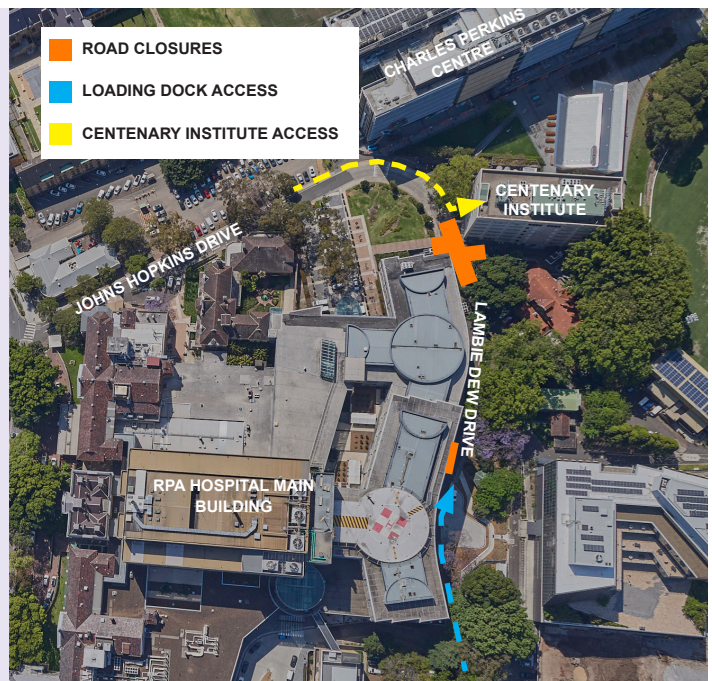 ROAD CLOSURES
LOADING DOCK ACCESS
CENTENARY INSTITUTE ACCESS
CHARLES PERKINS
CENTRE
CENTENARY
INSTITUTE
JOHNS HOPKINS DRIVE
LAMBIE DEW DRIVE
RPA HOSPITAL MAIN
BUILDING